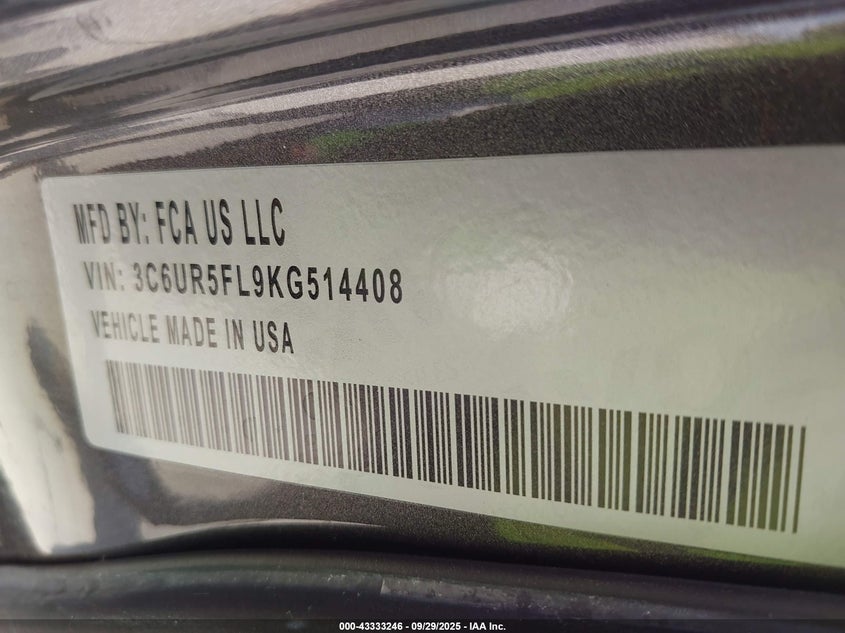 MFD BY: FCA US LLC
VIN: 3C6UR5FL9KG514408
VEHICLE MADE IN USA
000-43333246 - 09/29/2025 - IAA Inc.